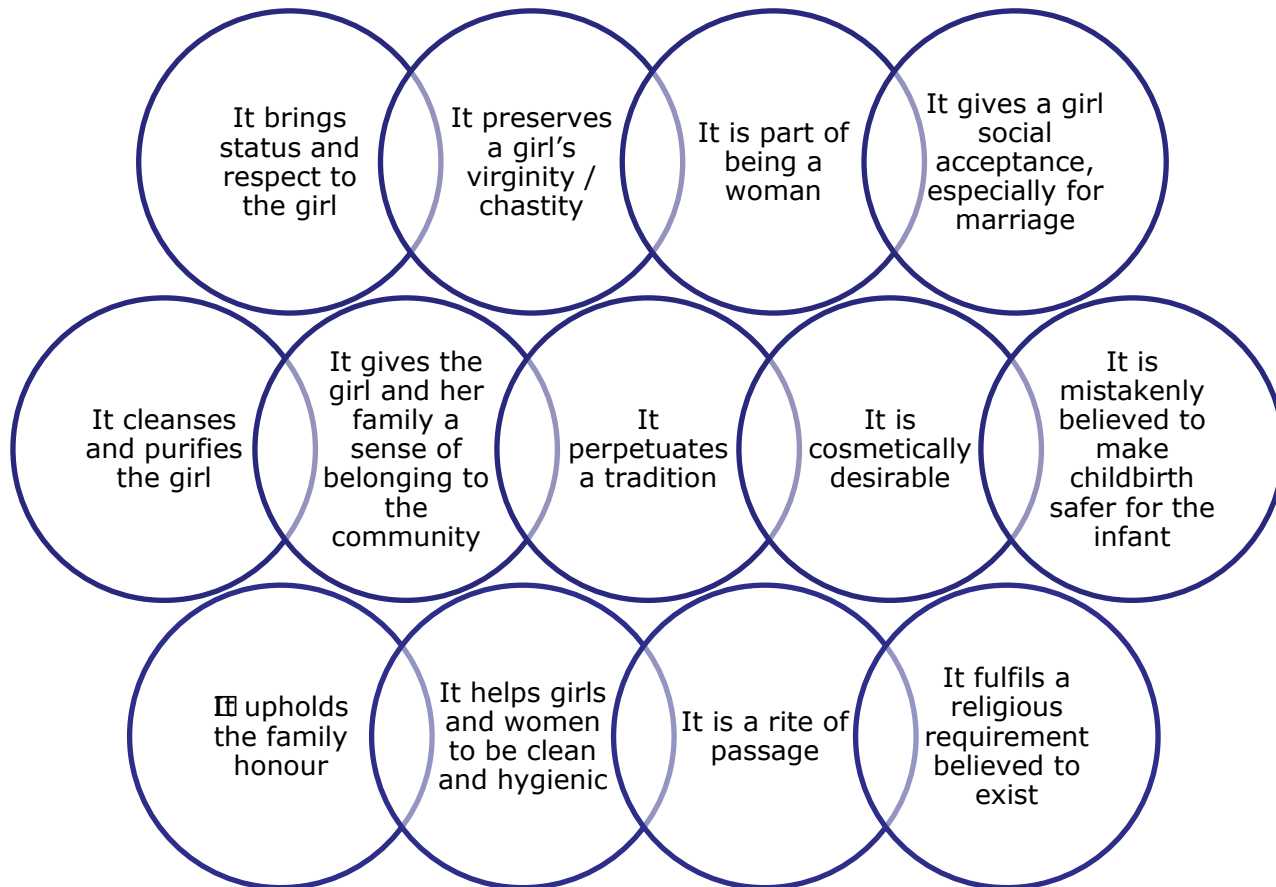 It brings
status and
respect to
the girl
It preserves
a girl’s
virginity /
chastity
It is part of
being a
woman
It gives a girl
social
acceptance,
especially for
marriage
It cleanses
and purifies
the girl
It gives the
girl and her
family a
sense of
belonging to
the
community
It
perpetuates
a tradition
It is
cosmetically
desirable
It is
mistakenly
believed to
make
childbirth
safer for the
infant
It upholds
the family
honour
It helps girls
and women
to be clean
and hygienic
It is a rite of
passage
It fulfils a
religious
requirement
believed to
exist